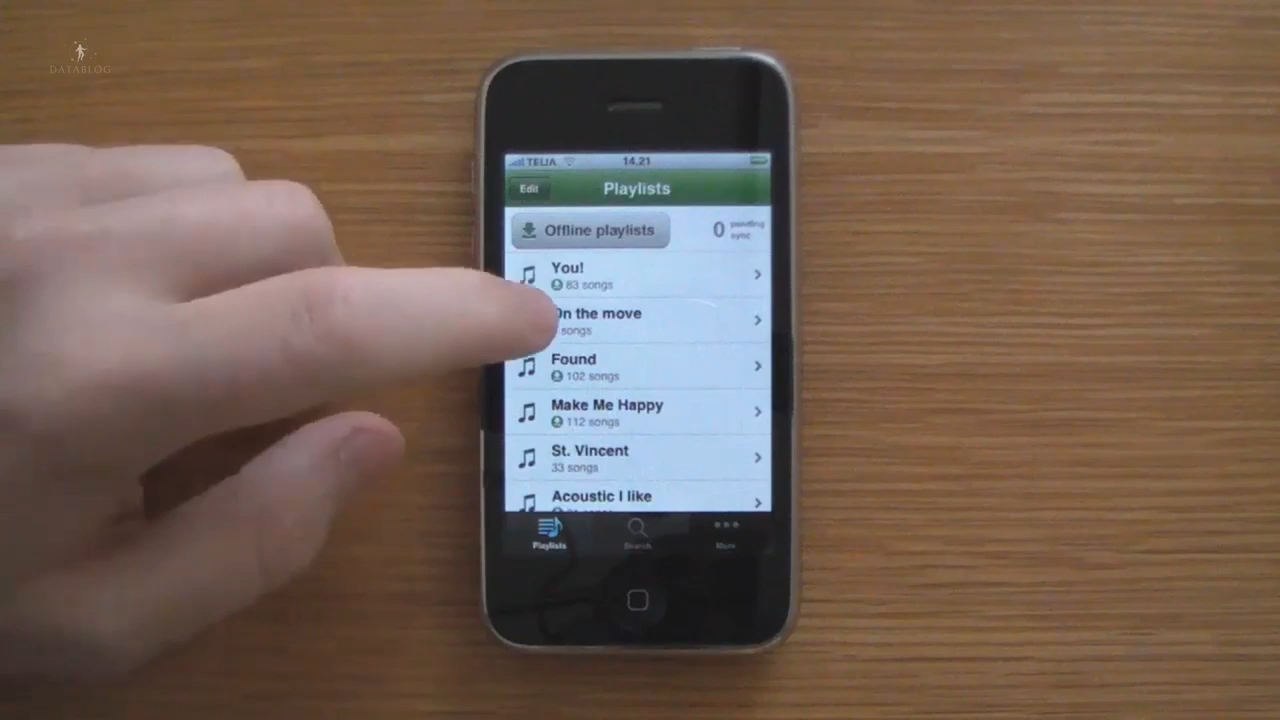 DATABLOG
TELIA 14.21
Edit Playlists
Offline playlists 0 pending
sync
You!
83 songs
On the move
songs
Found
102 songs
Make Me Happy
112 songs
St. Vincent
33 songs
Acoustic I like
Playlists Search More